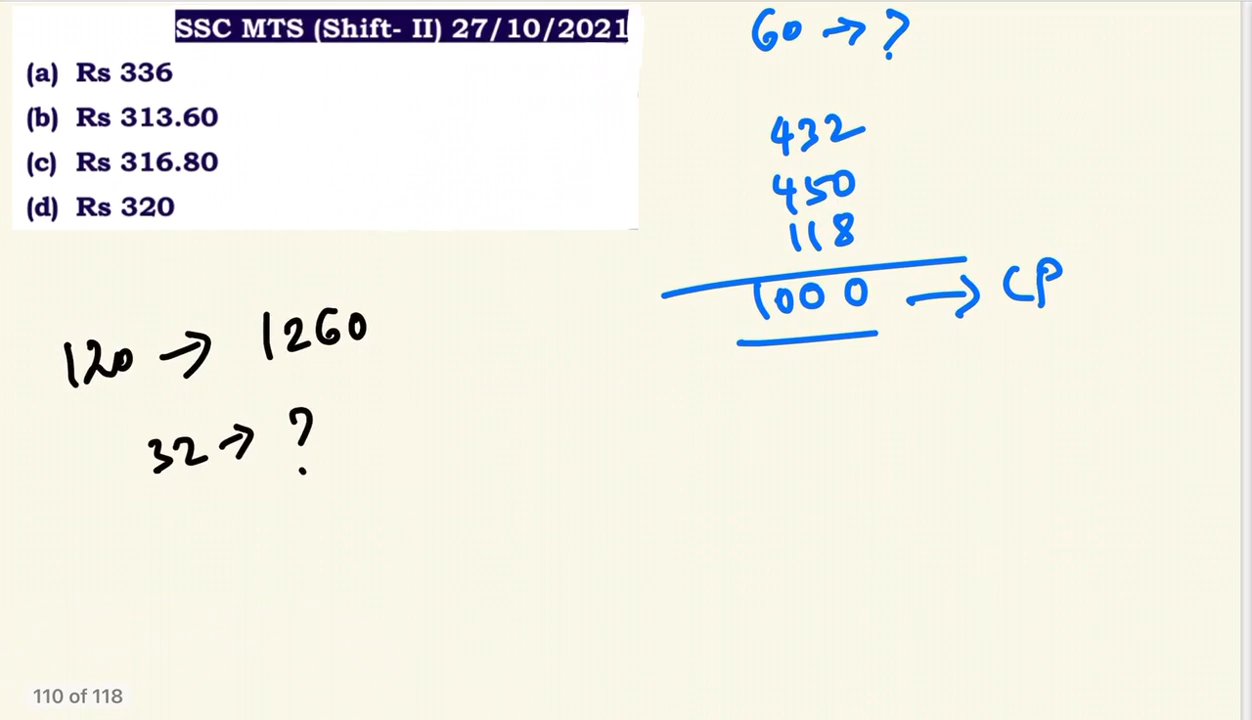 SSC MTS (Shift- II) 27/10/2021
(a) Rs 336
(b) Rs 313.60
(c) Rs 316.80
(d) Rs 320
60 → ?
432
450
118
1000 → CP
120 → 1260
32 → ?
110 of 118